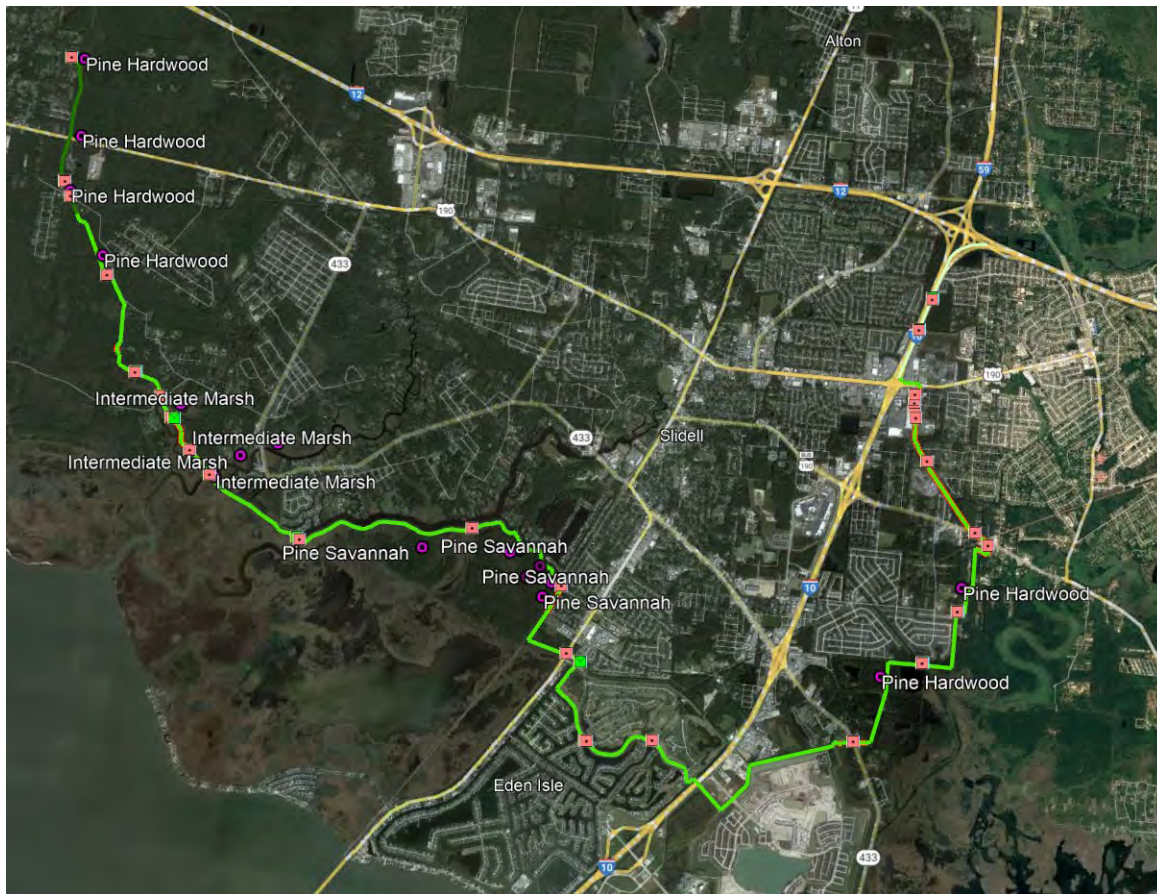 11
Alton
Pine Hardwood
12
Pine Hardwood
59
12
Pine Hardwood
190
433
Pine Hardwood
10
190
Intermediate Marsh
Intermediate Marsh
433
Slidell
Intermediate Marsh
190
Intermediate Marsh
Pine Savannah
Pine Savannah
Pine Savannah
10
Pine Hardwood
Pine Savannah
Pine Hardwood
Eden Isle
433
10